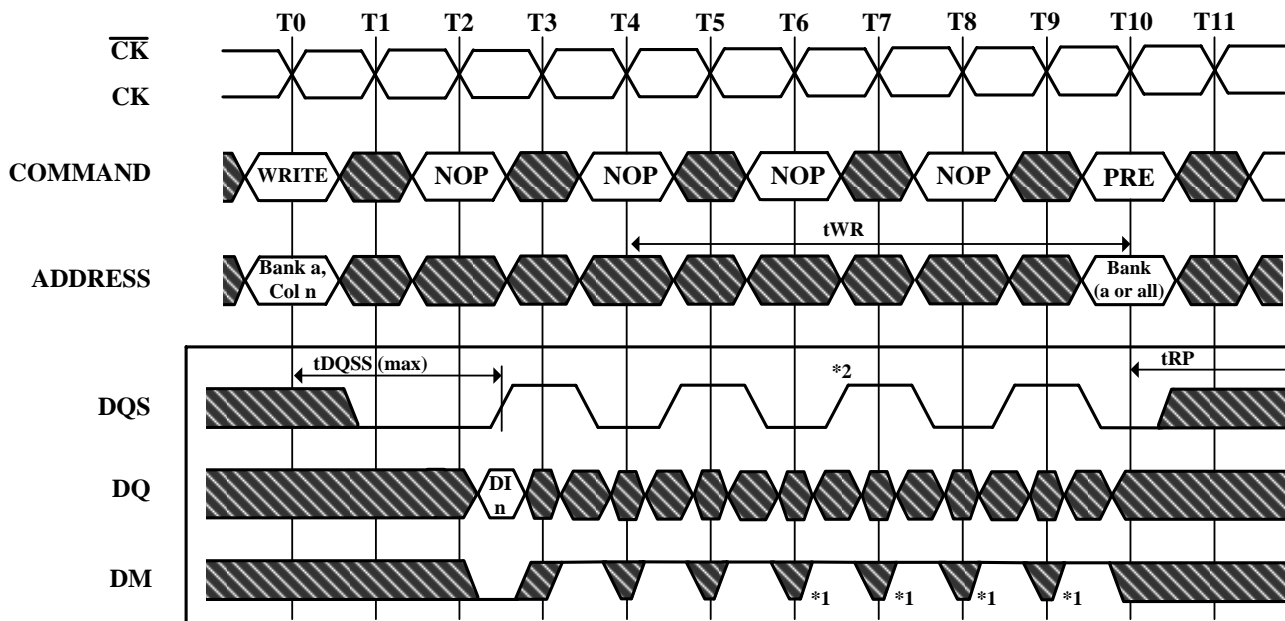 T0 T1 T2 T3 T4 T5 T6 T7 T8 T9 T10 T11
CK
CK
COMMAND WRITE NOP NOP NOP NOP PRE
tWR
ADDRESS Bank a, Col n Bank (a or all)
tDQSS (max) tRP
*2
DQS
DQ DI n
DM
*1 *1 *1 *1